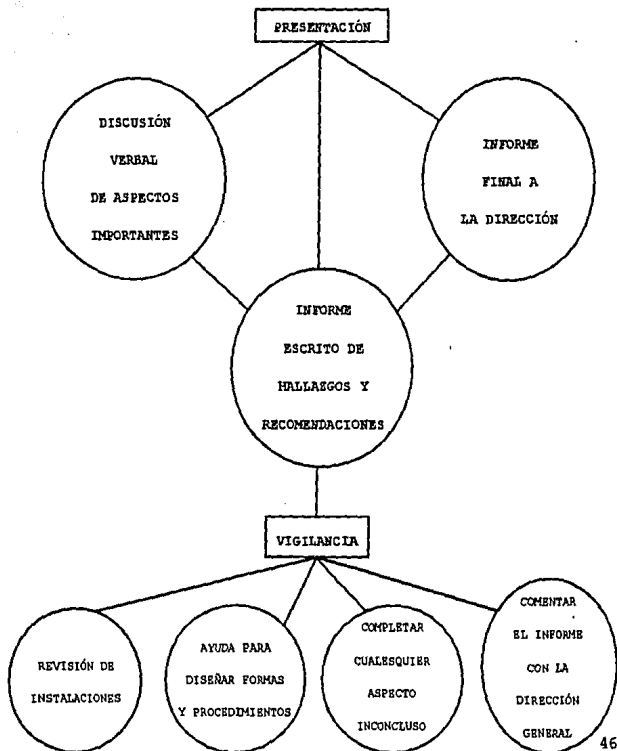 PRESENTACIÓN
DISCUSIÓN
VERBAL
DE ASPECTOS
IMPORTANTES
INFORME
FINAL A
LA DIRECCIÓN
INFORME
ESCRITO DE
HALLAZGOS Y
RECOMENDACIONES
VIGILANCIA
REVISIÓN DE
INSTALACIONES
AYUDA PARA
DISEÑAR FORMAS
Y PROCEDIMIENTOS
COMPLETAR
CUALESQUIER
ASPECTO
INCONCLUSO
COMENTAR
EL INFORME
CON LA
DIRECCIÓN
GENERAL
46